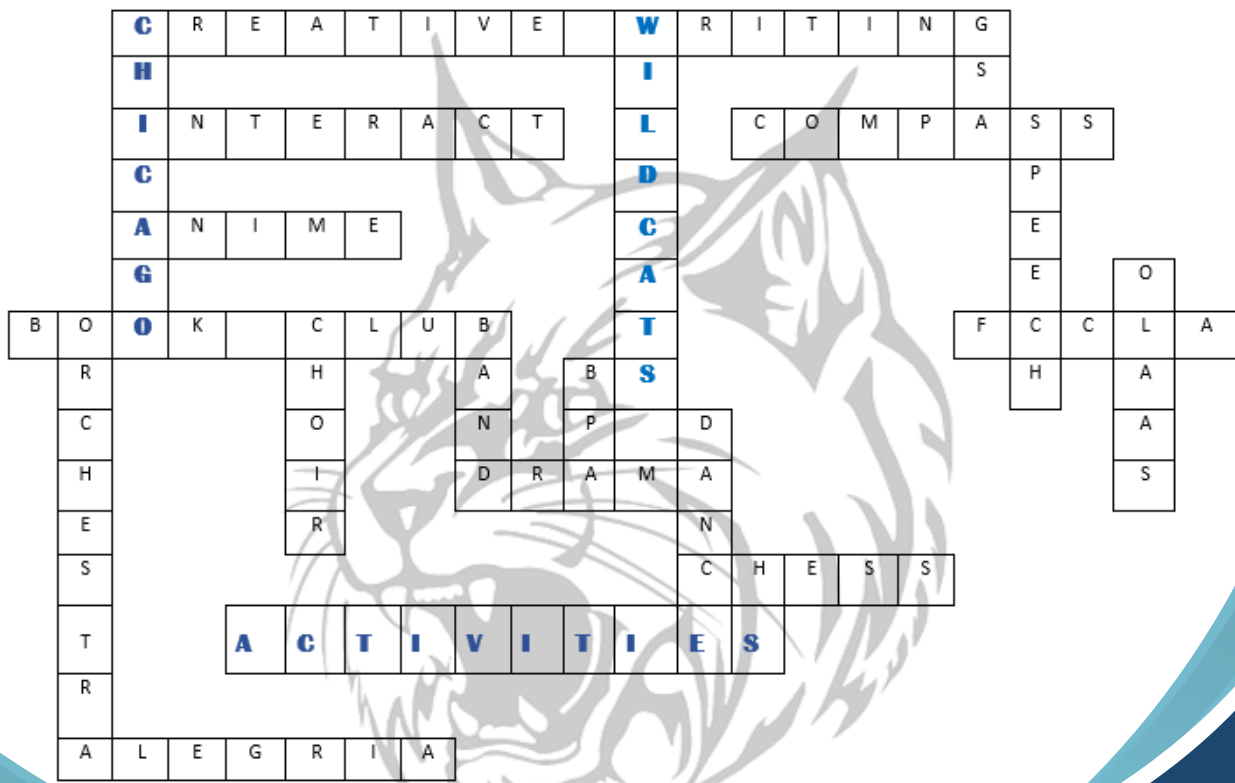 CREATIVE WRITING
CHICAGO
WILDCATS
GSA
INTERACT
COMPASS
SPEECH
ANIME
OLAAS
BOOK CLUB
FCCLA
ORCHESTRA
CHOIR
BAND
BPA
DANCE
DRAMA
CHESS
ACTIVITIES
ALEGRIA